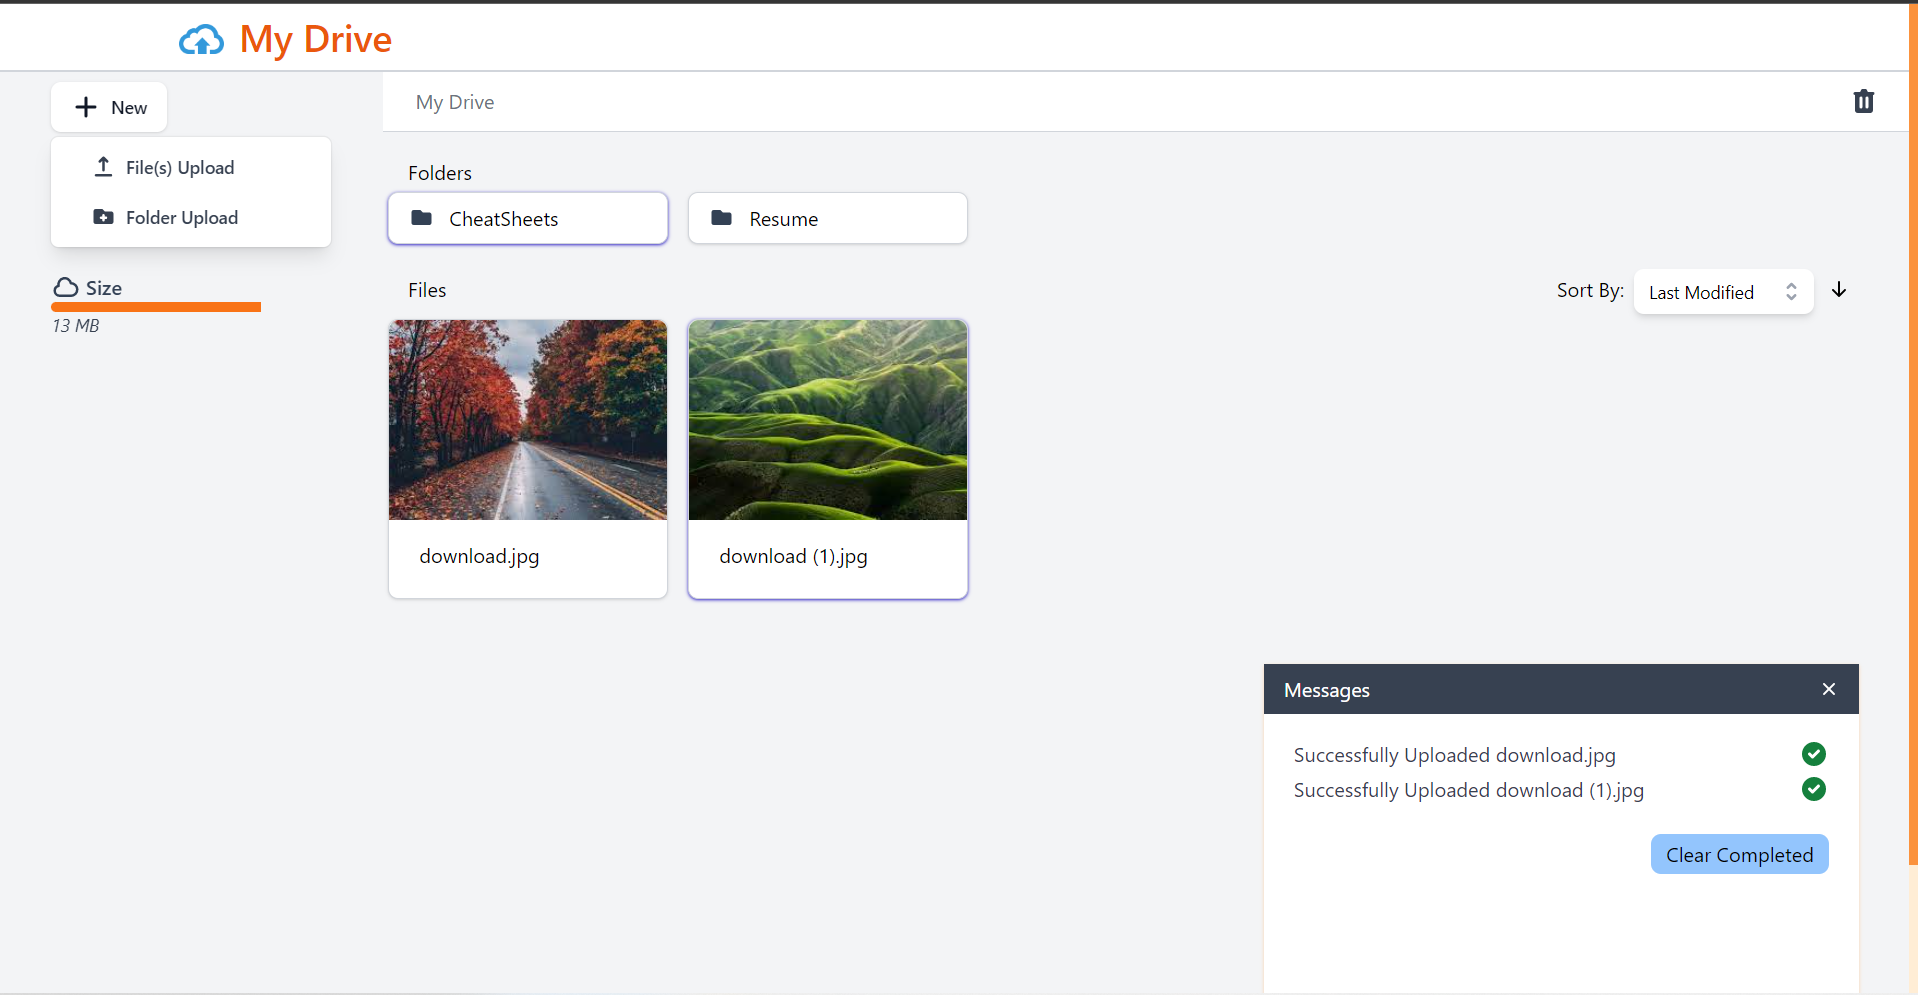 My Drive
New
File(s) Upload
Folder Upload
Size
13 MB
My Drive
Folders
CheatSheets
Resume
Files
Sort By: Last Modified
download.jpg
download (1).jpg
Messages
Successfully Uploaded download.jpg
Successfully Uploaded download (1).jpg
Clear Completed